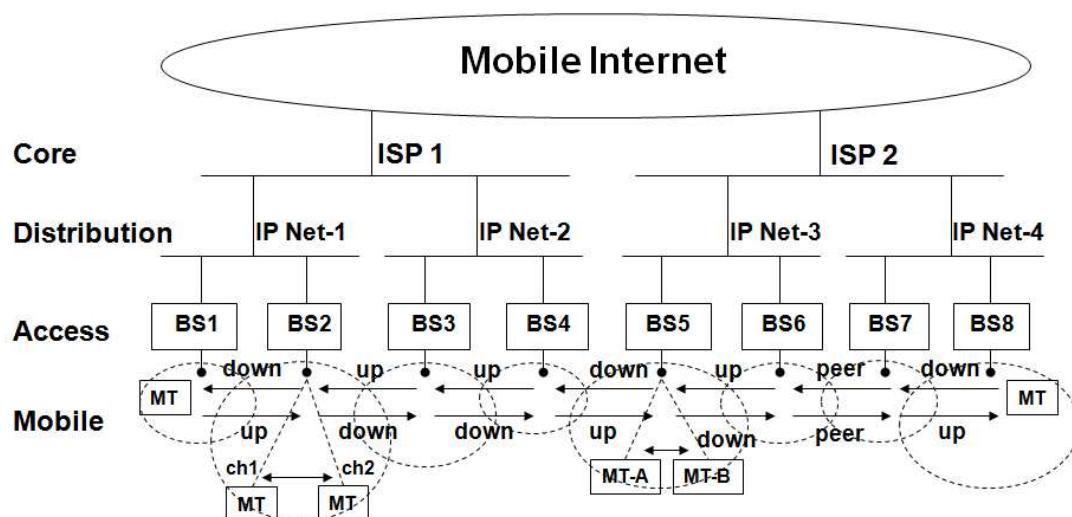 Mobile Internet
Core
ISP 1
ISP 2
Distribution
IP Net-1
IP Net-2
IP Net-3
IP Net-4
Access
BS1
BS2
BS3
BS4
BS5
BS6
BS7
BS8
down
up
up
down
up
peer
down
MT
MT
Mobile
up
down
down
up
down
peer
up
ch1
ch2
MT-A
MT-B
MT
MT